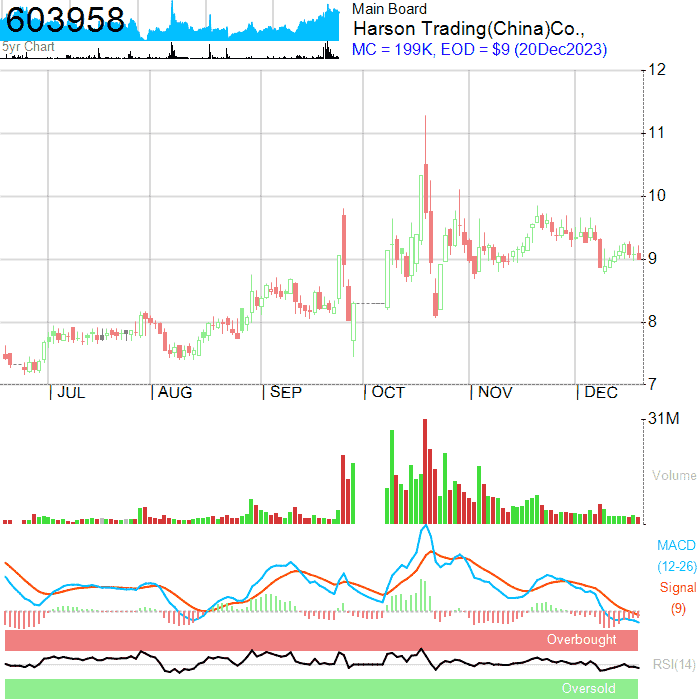 603958
5yr Chart
Main Board
Harson Trading(China)Co.,
MC = 199K, EOD = $9 (20Dec2023)
12
11
10
9
8
7
JUL
AUG
SEP
OCT
NOV
DEC
31M
Volume
MACD
(12-26)
Signal
(9)
Overbought
RSI(14)
Oversold